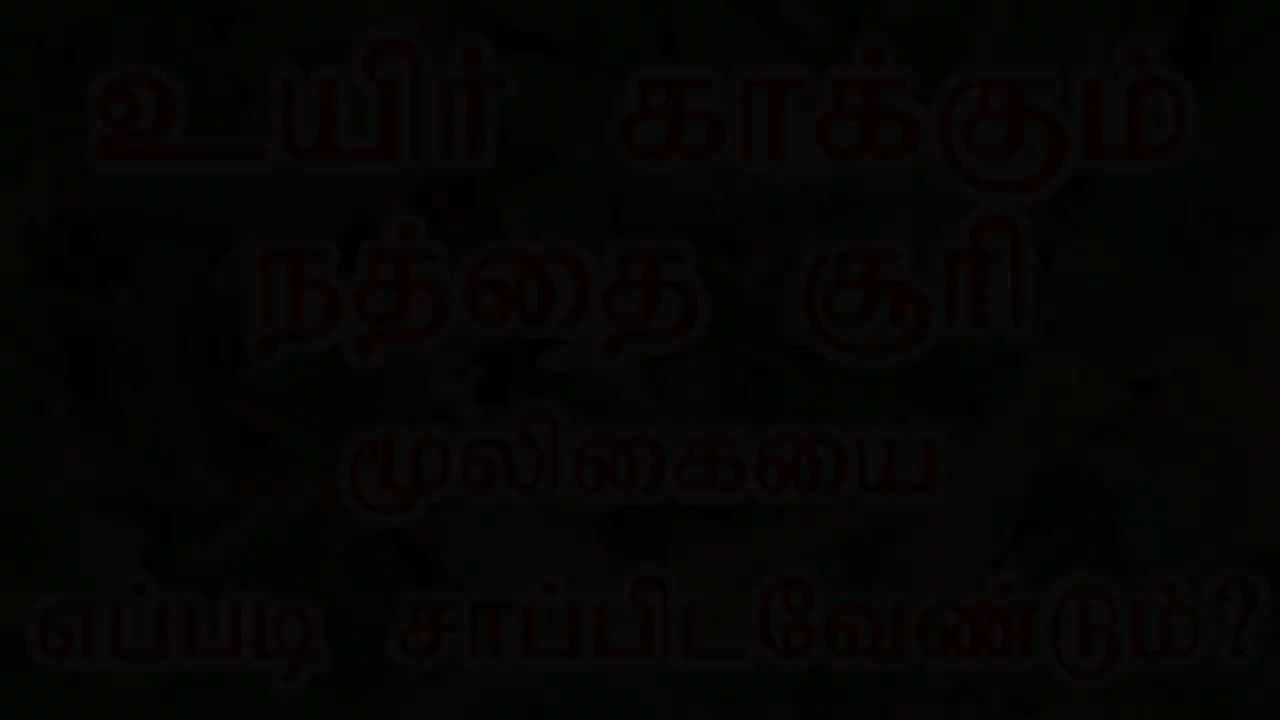 உயிர் காக்கும்
நத்தை சூரி
மூலிகையை
எப்படி சாப்பிடவேண்டும்?